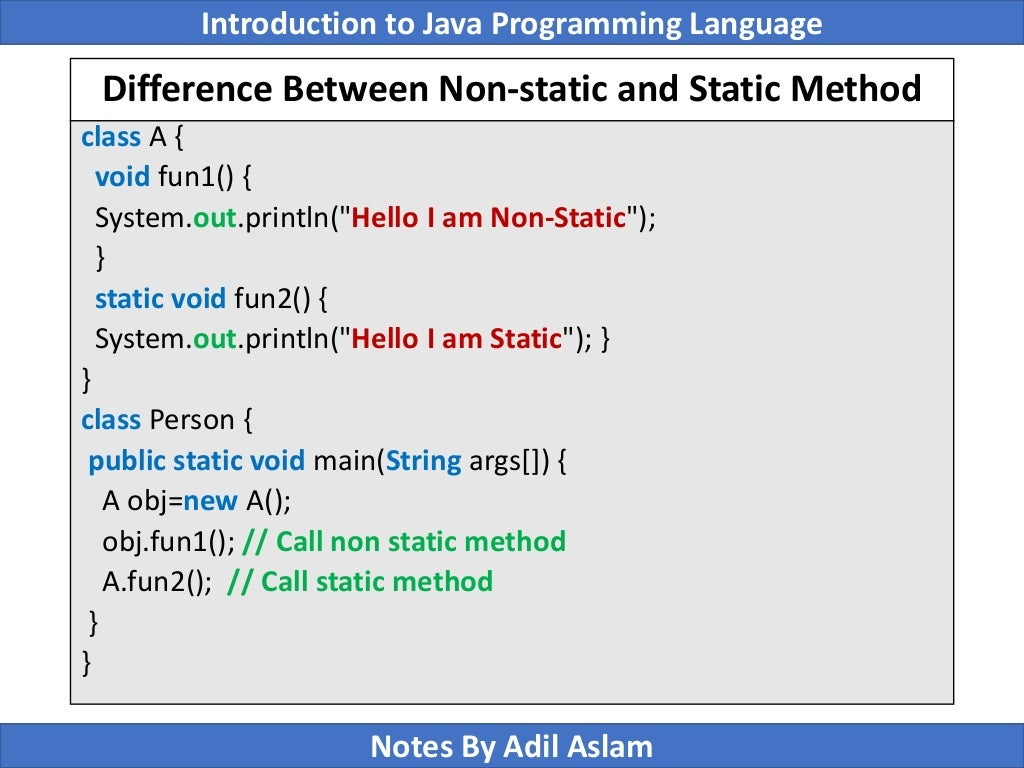 Introduction to Java Programming Language
Difference Between Non-static and Static Method
class A {
void fun1() {
System.out.println("Hello I am Non-Static");
}
static void fun2() {
System.out.println("Hello I am Static"); }
}
class Person {
public static void main(String args[]) {
A obj=new A();
obj.fun1(); // Call non static method
A.fun2();  // Call static method
}
}
Notes By Adil Aslam